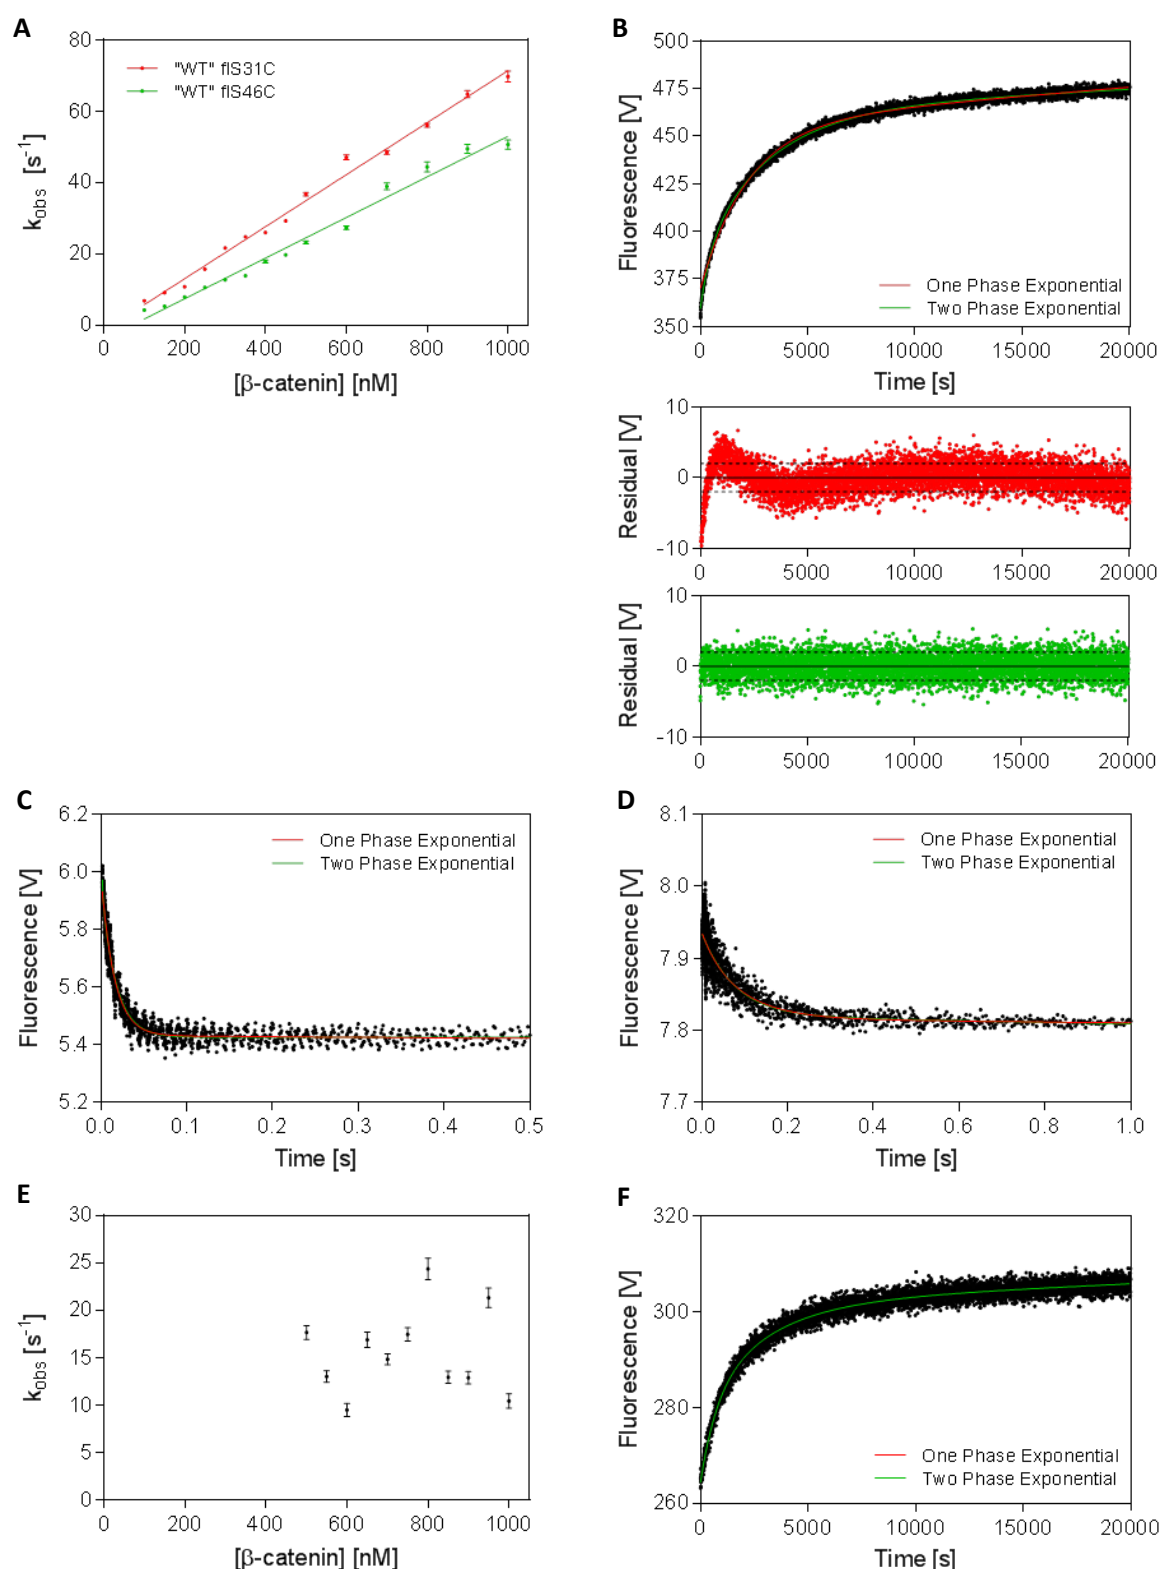 A
80
60
40
20
0
k_obs [s⁻¹]
"WT" flS31C
"WT" flS46C
0 200 400 600 800 1000
[β-catenin] [nM]
B
500
475
450
425
400
375
350
Fluorescence [V]
One Phase Exponential
Two Phase Exponential
0 5000 10000 15000 20000
Time [s]
10
0
-10
Residual [V]
0 5000 10000 15000 20000
10
0
-10
Residual [V]
0 5000 10000 15000 20000
C
6.2
6.0
5.8
5.6
5.4
5.2
Fluorescence [V]
One Phase Exponential
Two Phase Exponential
0.0 0.1 0.2 0.3 0.4 0.5
Time [s]
D
8.1
8.0
7.9
7.8
7.7
Fluorescence [V]
One Phase Exponential
Two Phase Exponential
0.0 0.2 0.4 0.6 0.8 1.0
Time [s]
E
30
25
20
15
10
5
0
k_obs [s⁻¹]
0 200 400 600 800 1000
[β-catenin] [nM]
F
320
300
280
260
Fluorescence [V]
One Phase Exponential
Two Phase Exponential
0 5000 10000 15000 20000
Time [s]